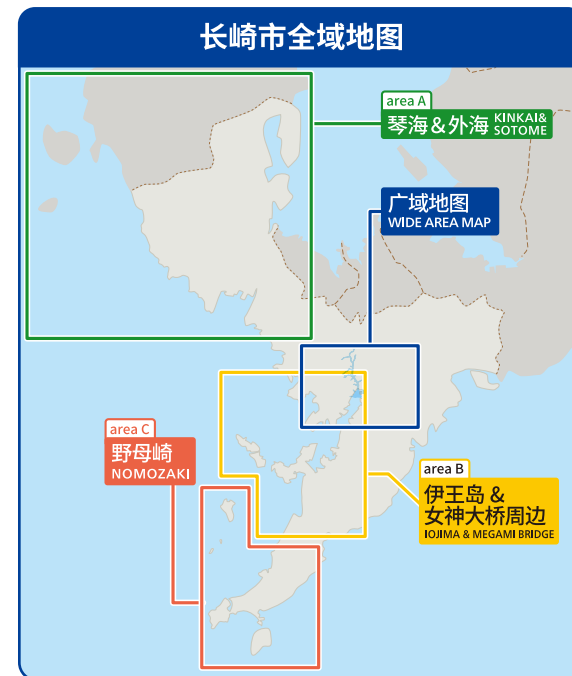 长崎市全域地图
area A
琴海&外海 KINKAI&
SOTOME
广域地图
WIDE AREA MAP
area C
野母崎
NOMOZAKI
area B
伊王岛 &
女神大桥周边
IOJIMA & MEGAMI BRIDGE